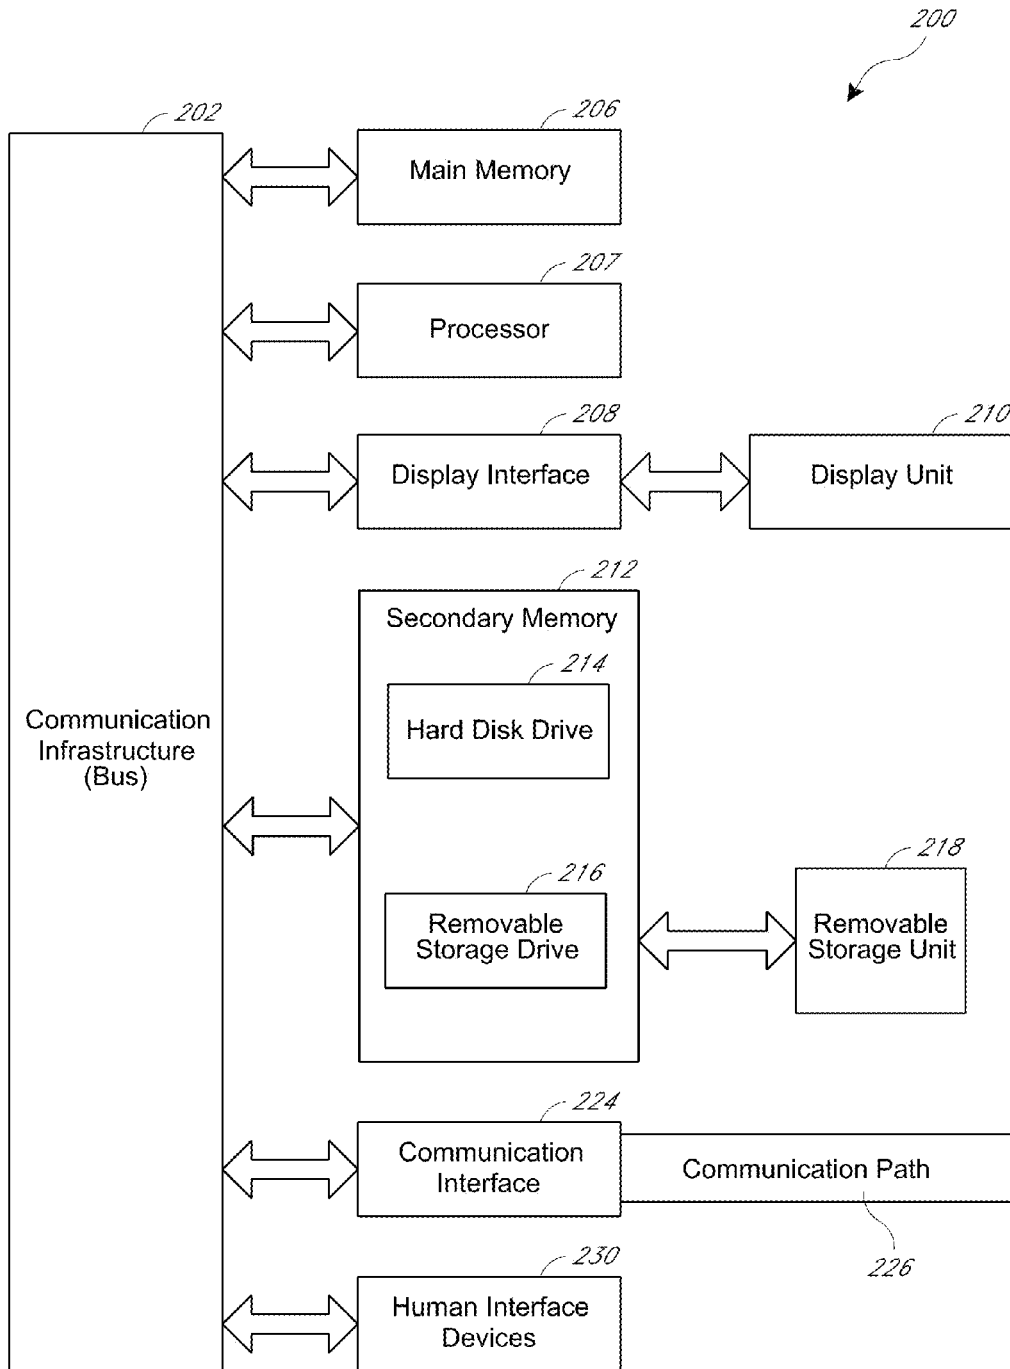 200
202
206
Main Memory
207
Processor
208
Display Interface
210
Display Unit
212
Secondary Memory
214
Hard Disk Drive
Communication
Infrastructure
(Bus)
216
Removable
Storage Drive
218
Removable
Storage Unit
224
Communication
Interface
Communication Path
226
230
Human Interface
Devices